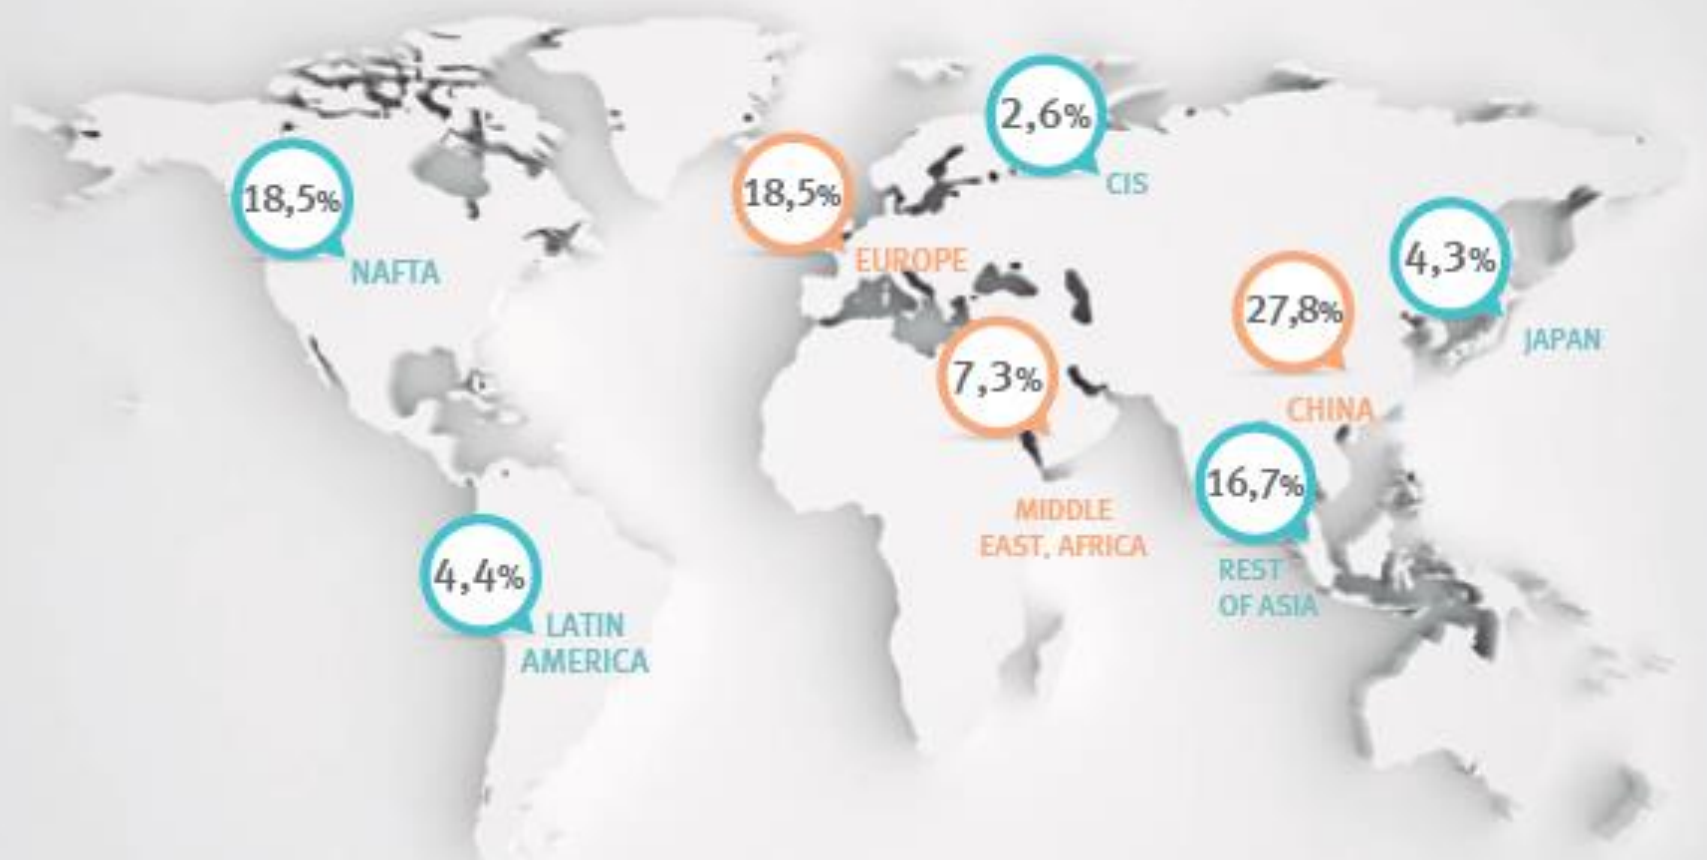 2,6%
CIS
18,5%
NAFTA
18,5%
EUROPE
4,3%
JAPAN
27,8%
CHINA
7,3%
MIDDLE
EAST, AFRICA
16,7%
REST
OF ASIA
4,4%
LATIN
AMERICA